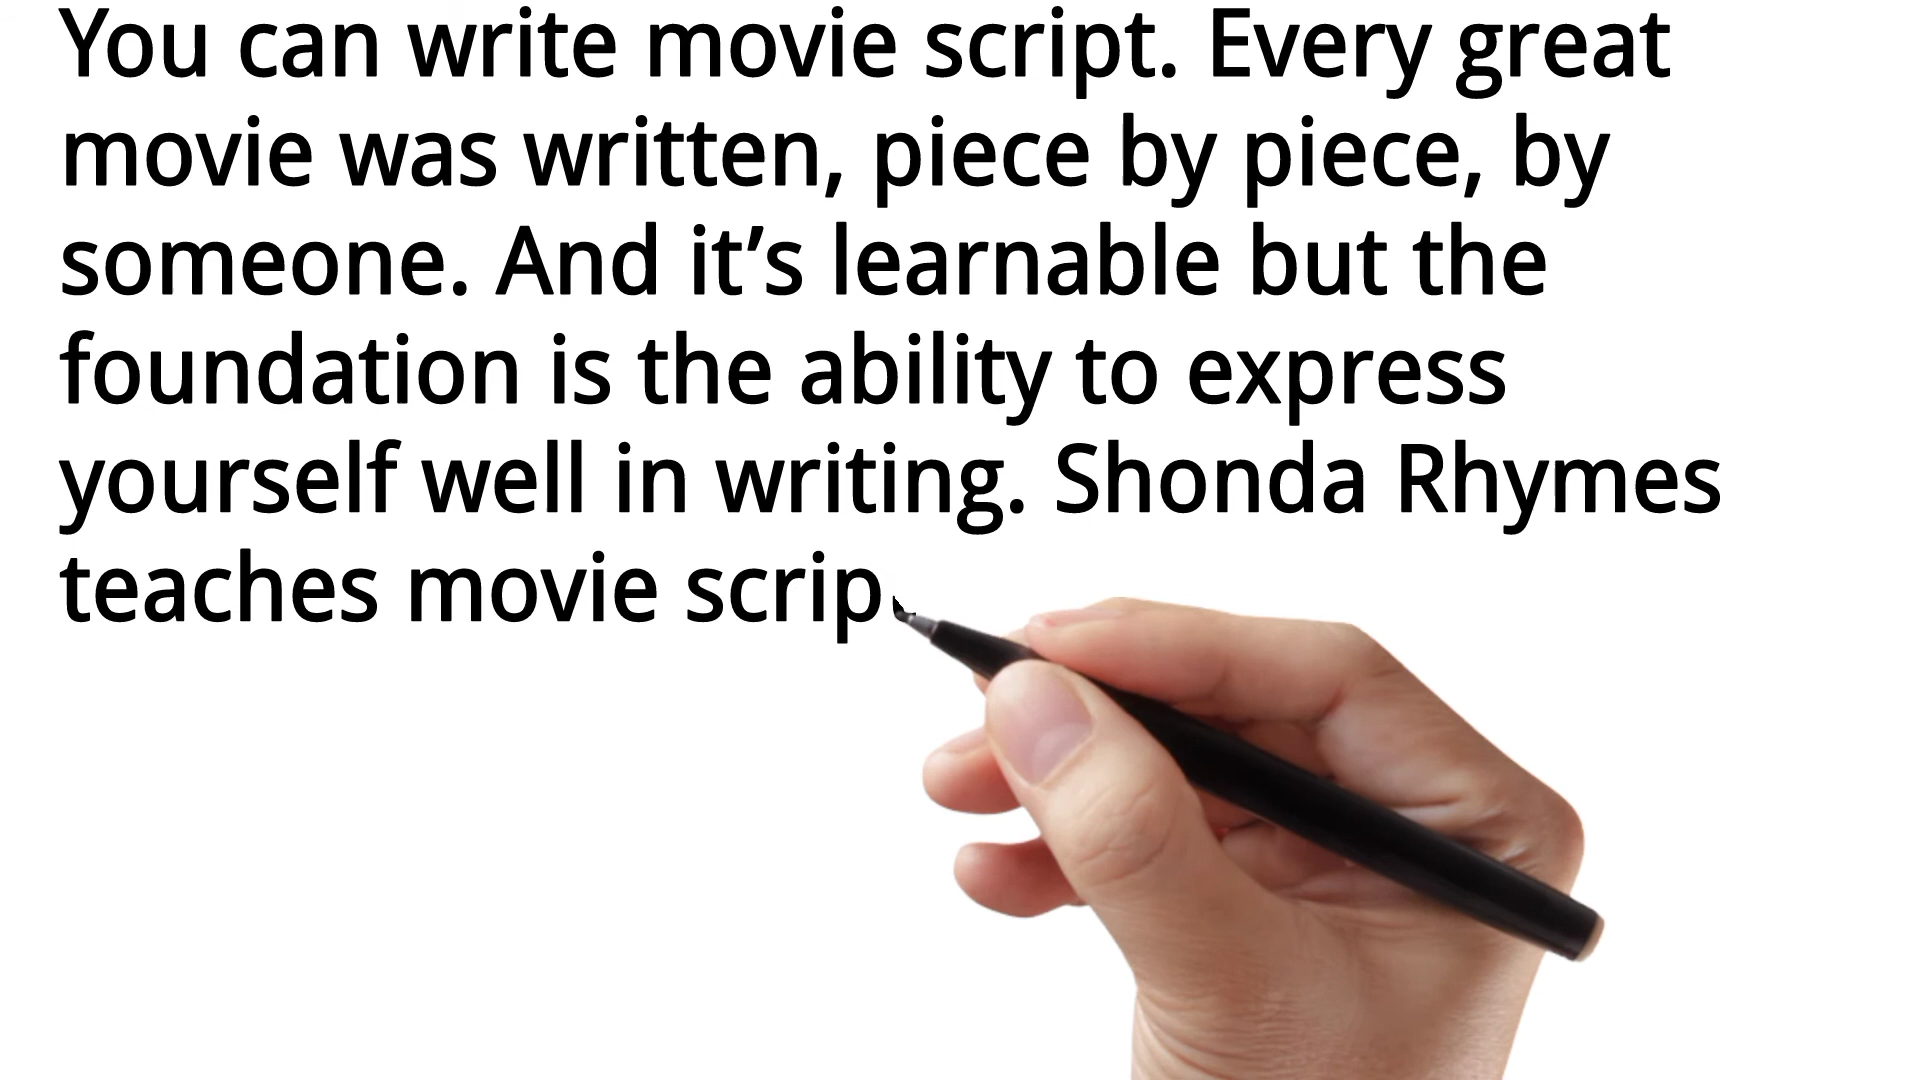 You can write movie script. Every great
movie was written, piece by piece, by
someone. And it’s learnable but the
foundation is the ability to express
yourself well in writing. Shonda Rhymes
teaches movie scrip